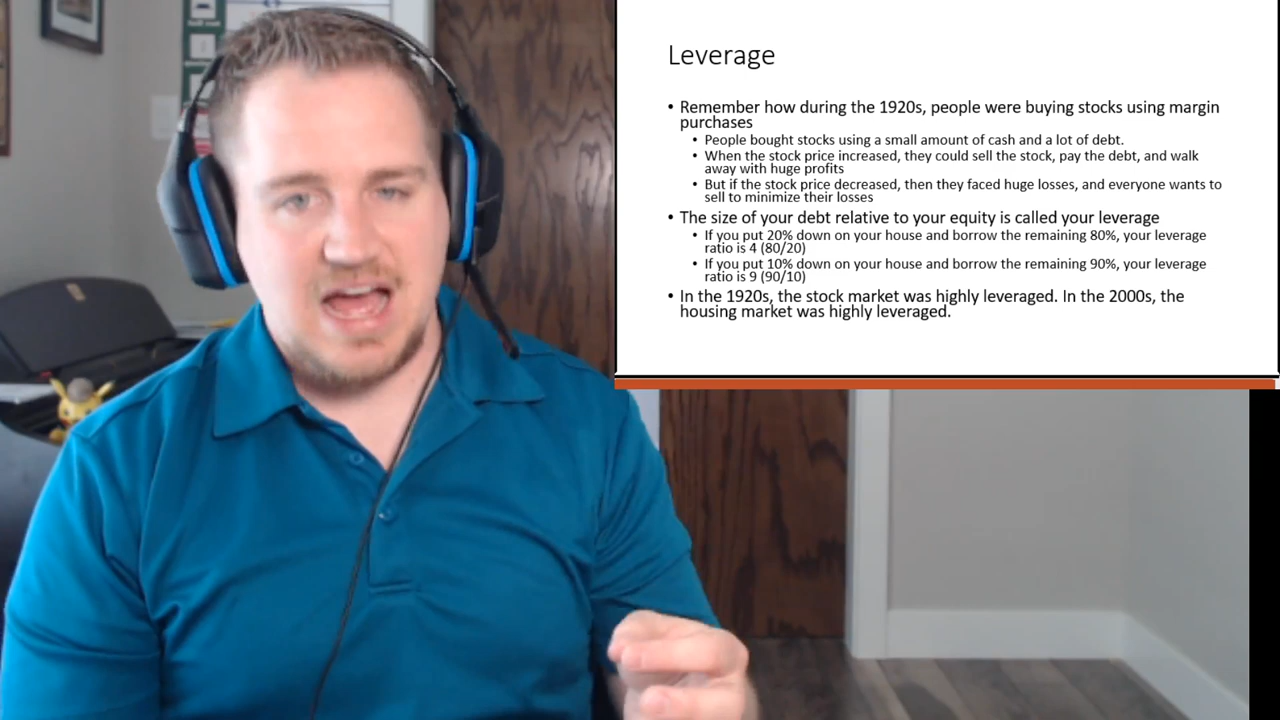 Leverage
• Remember how during the 1920s, people were buying stocks using margin
purchases
• People bought stocks using a small amount of cash and a lot of debt.
• When the stock price increased, they could sell the stock, pay the debt, and walk
away with huge profits
• But if the stock price decreased, then they faced huge losses, and everyone wants to
sell to minimize their losses
• The size of your debt relative to your equity is called your leverage
• If you put 20% down on your house and borrow the remaining 80%, your leverage
ratio is 4 (80/20)
• If you put 10% down on your house and borrow the remaining 90%, your leverage
ratio is 9 (90/10)
• In the 1920s, the stock market was highly leveraged. In the 2000s, the
housing market was highly leveraged.